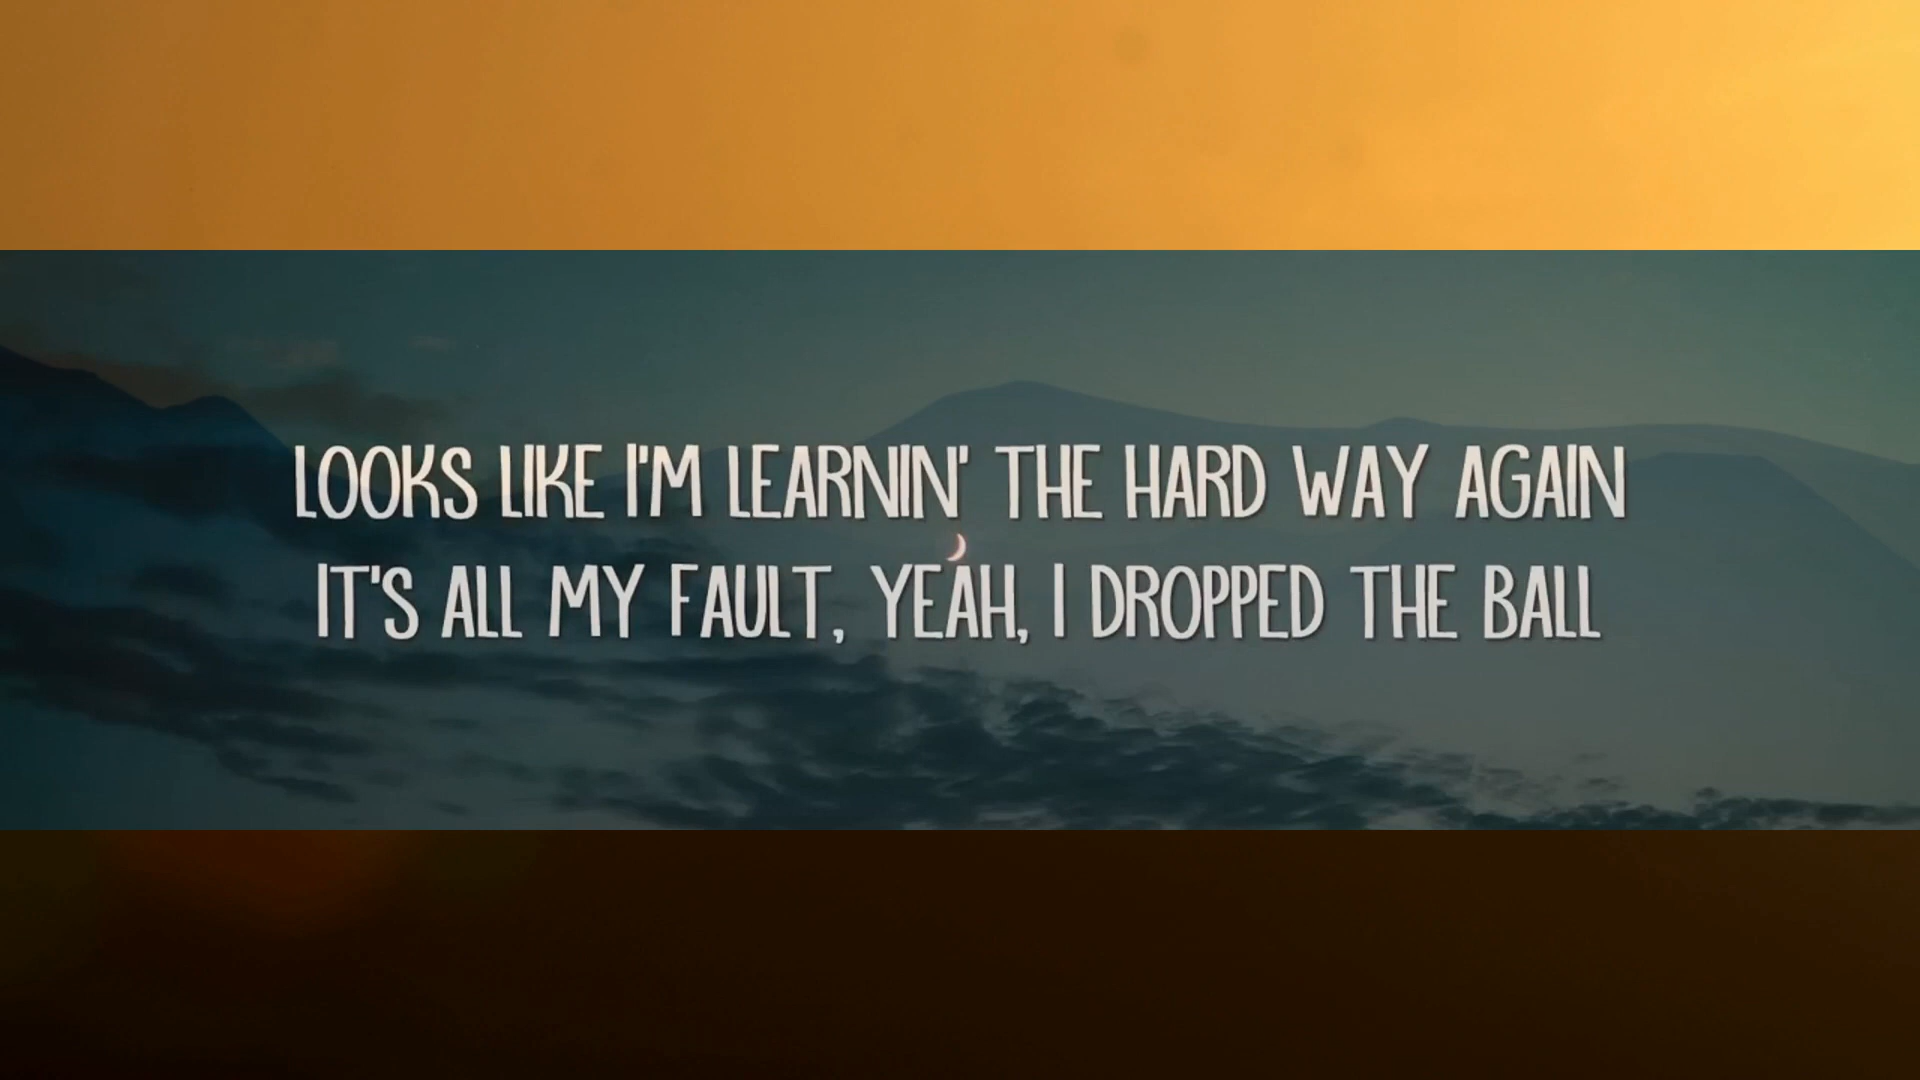 LOOKS LIKE I'M LEARNIN' THE HARD WAY AGAIN
IT'S ALL MY FAULT, YEAH, I DROPPED THE BALL